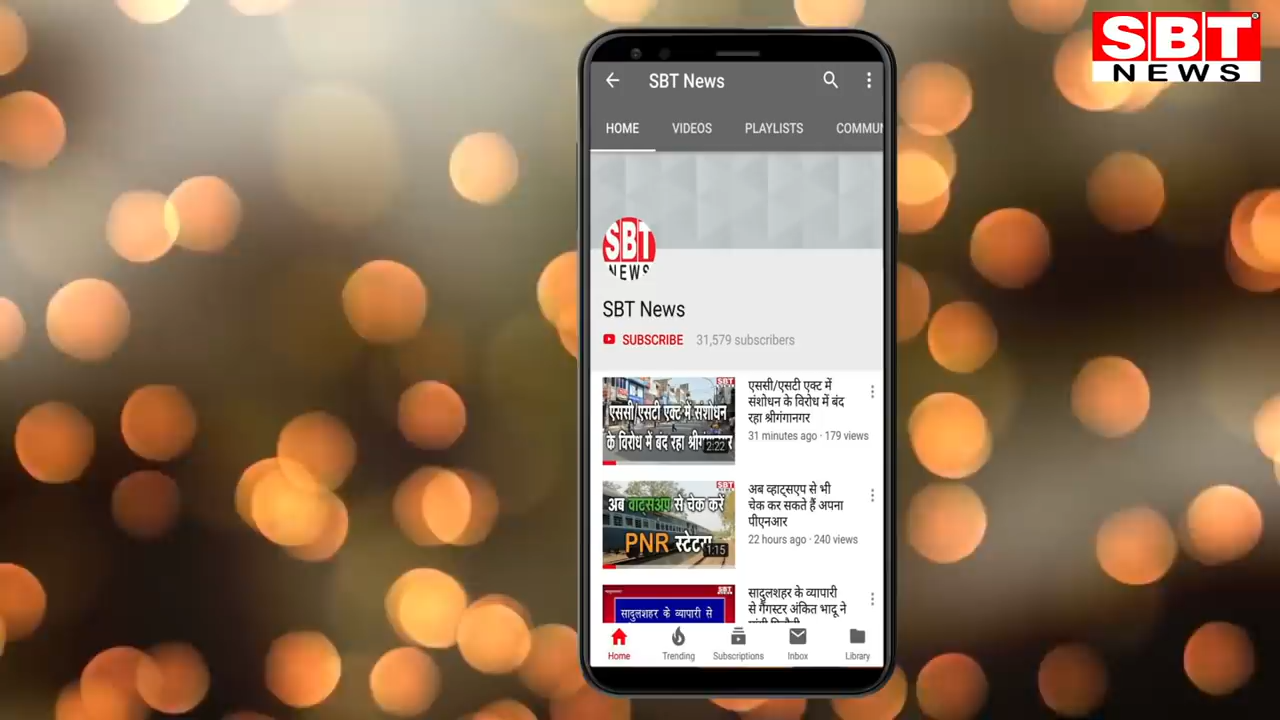 SBT
NEWS
SBT News
HOME VIDEOS PLAYLISTS COMMUN
SBT
NEWS
SBT News
SUBSCRIBE 31,579 subscribers
SBT
एससी/एसटी एक्ट में संशोधन
के विरोध में बंद रहा
2:22
एससी/एसटी एक्ट में
संशोधन के विरोध में बंद
रहा श्रीगंगानगर
31 minutes ago · 179 views
SBT
अब वाट्सअप से चेक करें
PNR स्टेटस
1:15
अब व्हाट्सएप से भी
चेक कर सकते हैं अपना
पीएनआर
22 hours ago · 240 views
SBT
सादुलशहर के व्यापारी से
सादुलशहर के व्यापारी
से गैंगस्टर अंकित भादू ने
Home Trending Subscriptions Inbox Library